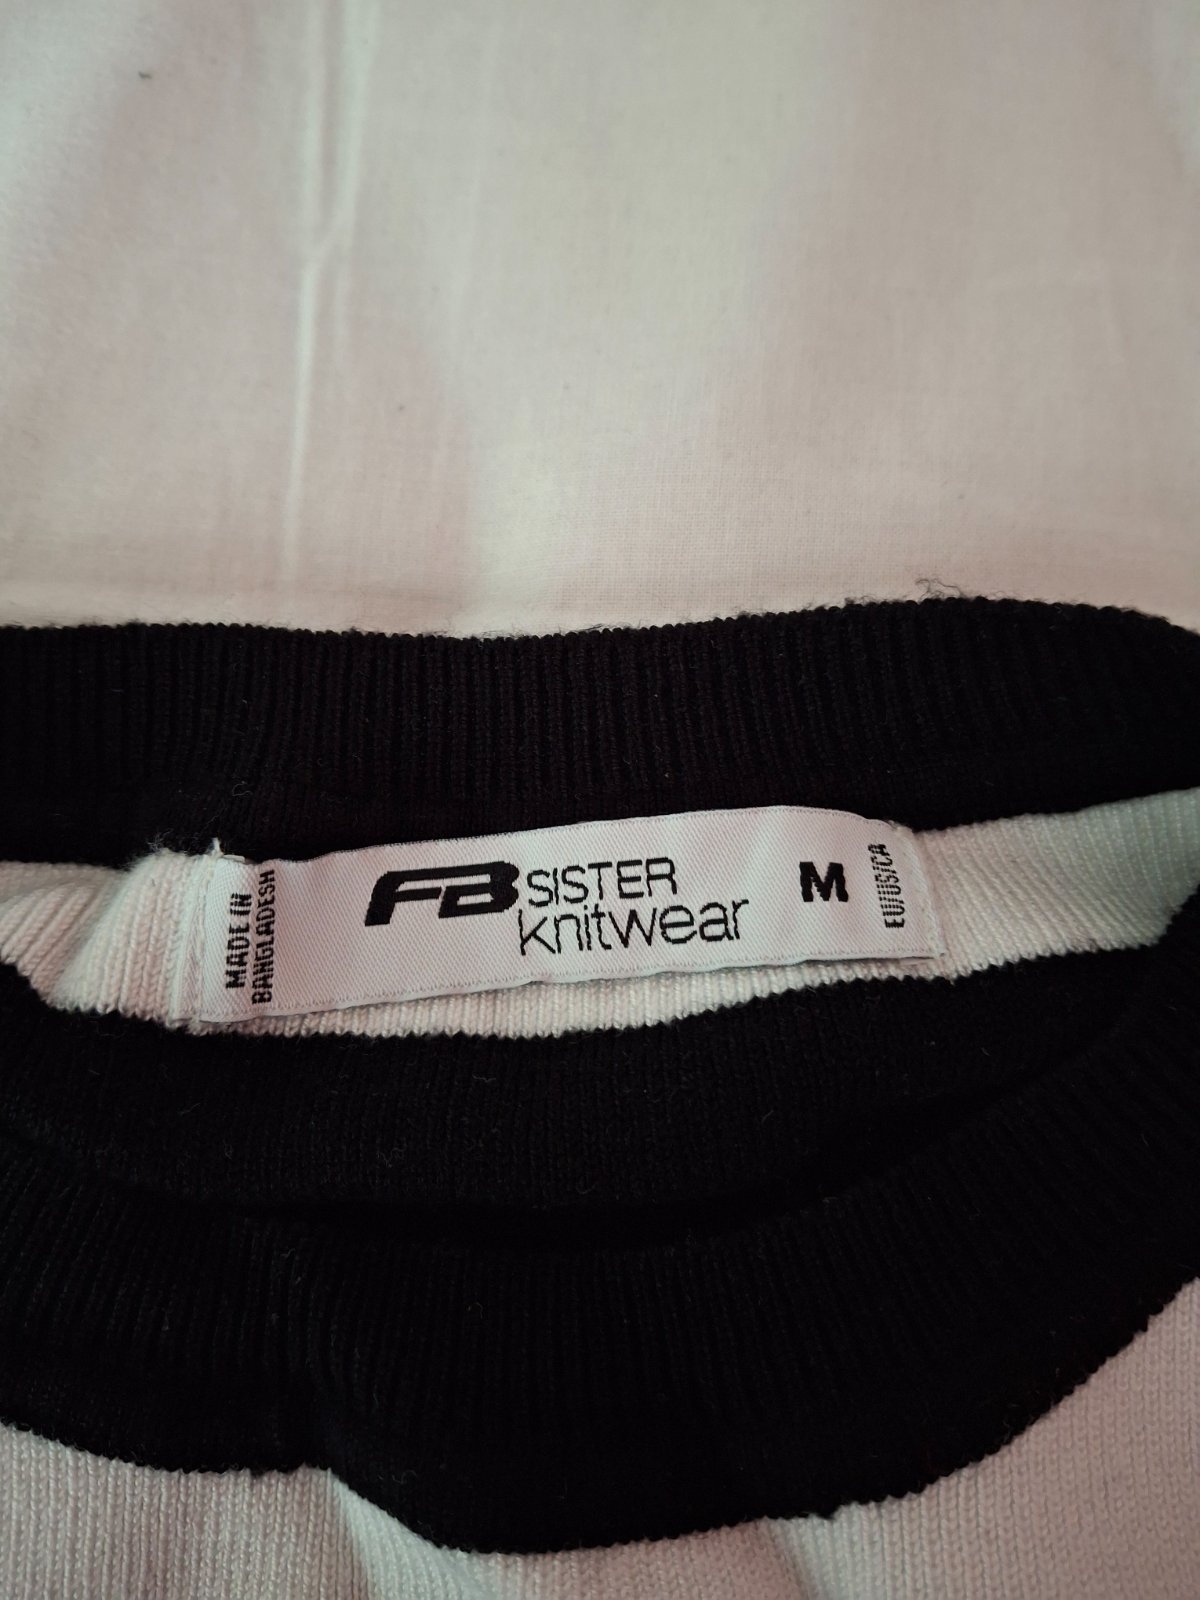 MADE IN
BANGLADESH
FB SISTER
knitwear
M
EU/US/CA